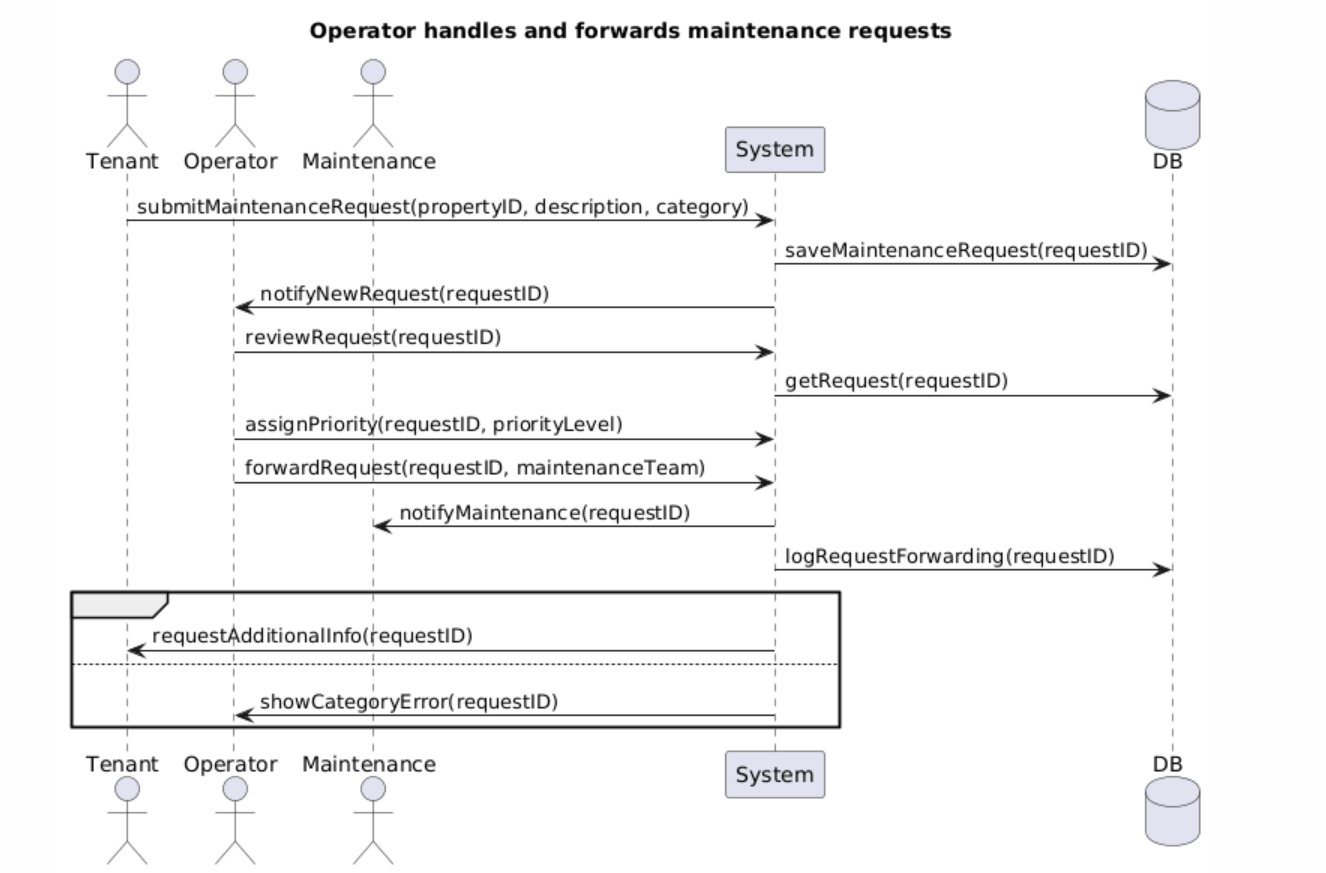 Operator handles and forwards maintenance requests
Tenant Operator Maintenance System DB
submitMaintenanceRequest(propertyID, description, category)
saveMaintenanceRequest(requestID)
notifyNewRequest(requestID)
reviewRequest(requestID)
getRequest(requestID)
assignPriority(requestID, priorityLevel)
forwardRequest(requestID, maintenanceTeam)
notifyMaintenance(requestID)
logRequestForwarding(requestID)
requestAdditionalInfo(requestID)
showCategoryError(requestID)
Tenant Operator Maintenance System DB